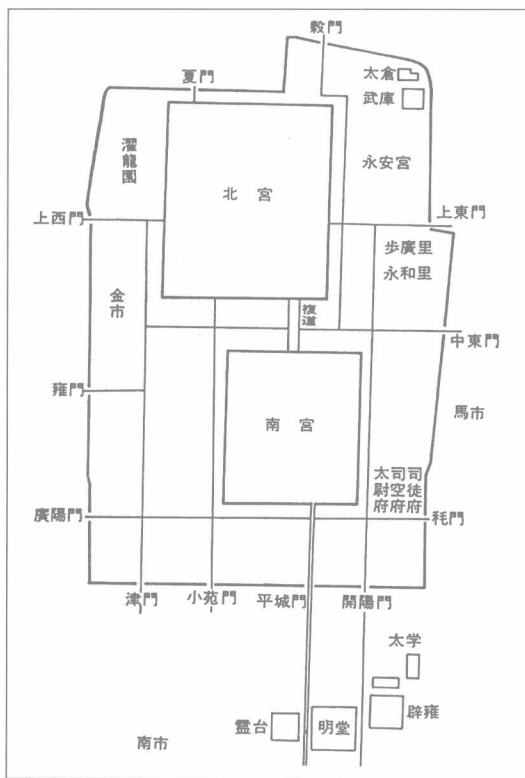 穀門
太倉
夏門
武庫
濯龍園
永安宮
北宮
上西門
上東門
歩廣里
永和里
金市
複道
中東門
雍門
馬市
南宮
司徒府
司空府
太尉府
廣陽門
秏門
津門
小苑門
平城門
開陽門
太学
辟雍
霊台
明堂
南市